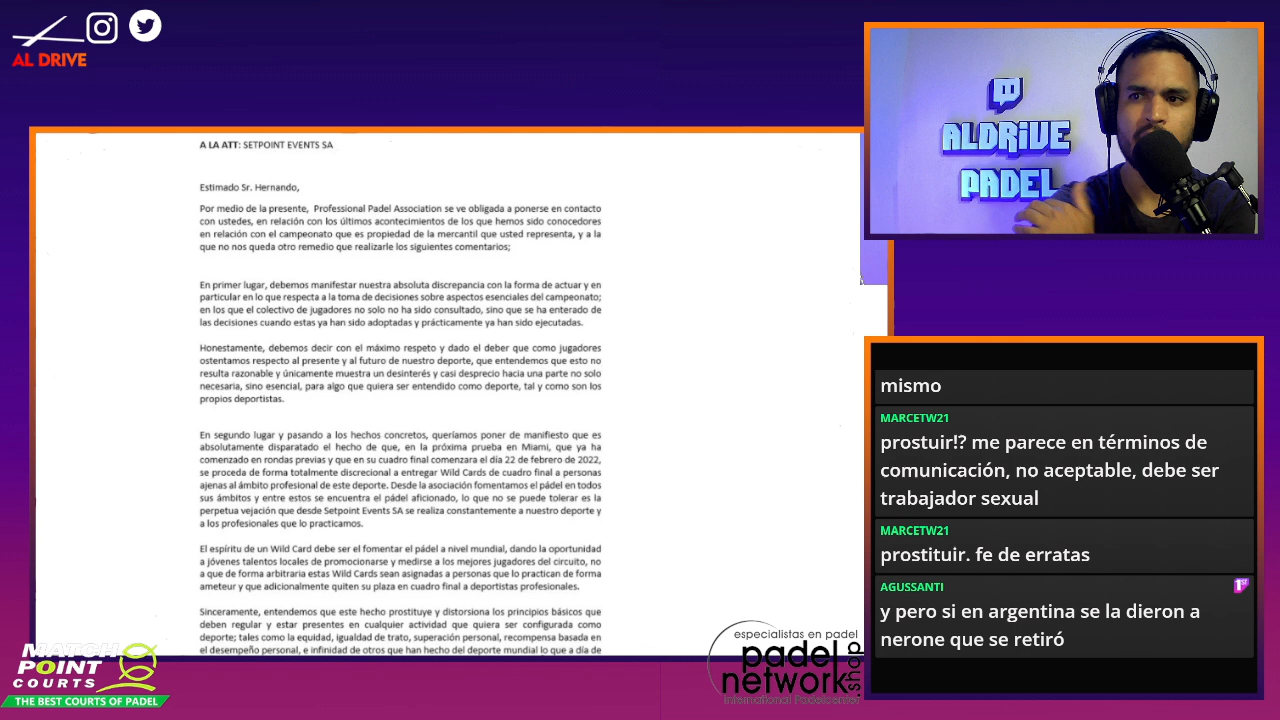 AL DRIVE
A LA ATT: SETPOINT EVENTS SA
Estimado Sr. Hernando,
Por medio de la presente, Professional Padel Association se ve obligada a ponerse en contacto
con ustedes, en relación con los últimos acontecimientos de los que hemos sido conocedores
en relación con el campeonato que es propiedad de la mercantil que usted representa, y a la
que no nos queda otro remedio que realizarle los siguientes comentarios;
En primer lugar, debemos manifestar nuestra absoluta discrepancia con la forma de actuar y en
particular en lo que respecta a la toma de decisiones sobre aspectos esenciales del campeonato;
en los que el colectivo de jugadores no solo no ha sido consultado, sino que se ha enterado de
las decisiones cuando estas ya han sido adoptadas y prácticamente ya han sido ejecutadas.
Honestamente, debemos decir con el máximo respeto y dado el deber que como jugadores
ostentamos respecto al presente y al futuro de nuestro deporte, que entendemos que esto no
resulta razonable y únicamente muestra un desinterés y casi desprecio hacia una parte no solo
necesaria, sino esencial, para algo que quiera ser entendido como deporte, tal y como son los
propios deportistas.
En segundo lugar y pasando a los hechos concretos, queríamos poner de manifiesto que es
absolutamente disparatado el hecho de que, en la próxima prueba en Miami, que ya ha
comenzado en rondas previas y que en su cuadro final comenzara el día 22 de febrero de 2022,
se proceda de forma totalmente discrecional a entregar Wild Cards de cuadro final a personas
ajenas al ámbito profesional de este deporte. Desde la asociación fomentamos el pádel en todos
sus ámbitos y entre estos se encuentra el pádel aficionado, lo que no se puede tolerar es la
perpetua vejación que desde Setpoint Events SA se realiza constantemente a nuestro deporte y
a los profesionales que lo practicamos.
El espíritu de un Wild Card debe ser el fomentar el pádel a nivel mundial, dando la oportunidad
a jóvenes talentos locales de promocionarse y medirse a los mejores jugadores del circuito, no
a que de forma arbitraria estas Wild Cards sean asignadas a personas que lo practican de forma
ameteur y que adicionalmente quiten su plaza en cuadro final a deportistas profesionales.
Sinceramente, entendemos que este hecho prostituye y distorsiona los principios básicos que
deben regular y estar presentes en cualquier actividad que quiera ser configurada como
deporte; tales como la equidad, igualdad de trato, superación personal, recompensa basada en
el desempeño personal, e infinidad de otros que han hecho del deporte mundial lo que a día de
ALDRIVE
PADEL
mismo
MARCETW21
prostuir!? me parece en términos de
comunicación, no aceptable, debe ser
trabajador sexual
MARCETW21
prostituir. fe de erratas
AGUSSANTI
1ST
y pero si en argentina se la dieron a
nerone que se retiró
MATCH
POINT
COURTS
THE BEST COURTS OF PADEL
especialistas en padel
padel
network
.shop
International Padelcenter